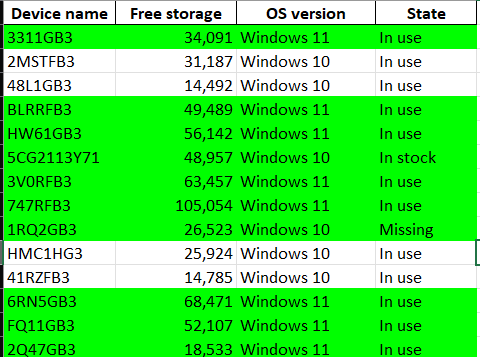 Device name Free storage OS version State
3311GB3 34,091 Windows 11 In use
2MSTFB3 31,187 Windows 10 In use
48L1GB3 14,492 Windows 10 In use
BLRRFB3 49,489 Windows 11 In use
HW61GB3 56,142 Windows 11 In use
5CG2113Y71 48,957 Windows 10 In stock
3V0RFB3 63,457 Windows 11 In use
747RFB3 105,054 Windows 11 In use
1RQ2GB3 26,523 Windows 10 Missing
HMC1HG3 25,924 Windows 10 In use
41RZFB3 14,785 Windows 10 In use
6RN5GB3 68,471 Windows 11 In use
FQ11GB3 52,107 Windows 11 In use
2Q47GB3 18,533 Windows 11 In use